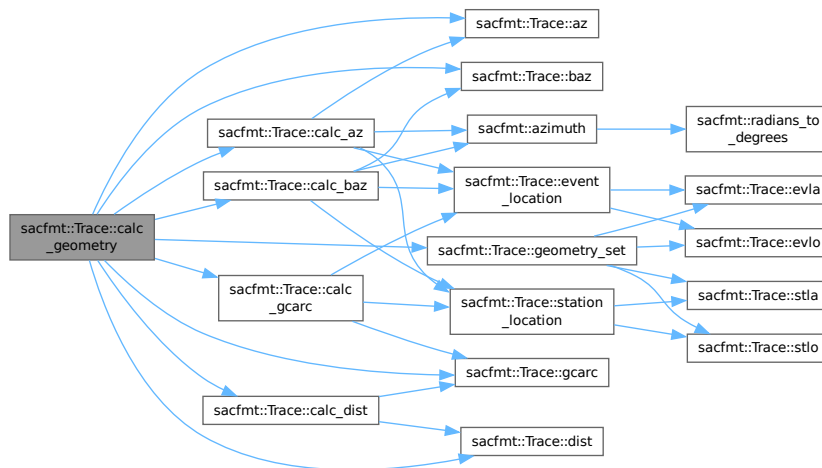 sacfmt::Trace::calc
_geometry
sacfmt::Trace::calc_az
sacfmt::Trace::calc_baz
sacfmt::Trace::calc
_gcarc
sacfmt::Trace::calc_dist
sacfmt::Trace::az
sacfmt::Trace::baz
sacfmt::azimuth
sacfmt::Trace::event
_location
sacfmt::Trace::geometry_set
sacfmt::Trace::station
_location
sacfmt::Trace::gcarc
sacfmt::Trace::dist
sacfmt::radians_to
_degrees
sacfmt::Trace::evla
sacfmt::Trace::evlo
sacfmt::Trace::stla
sacfmt::Trace::stlo